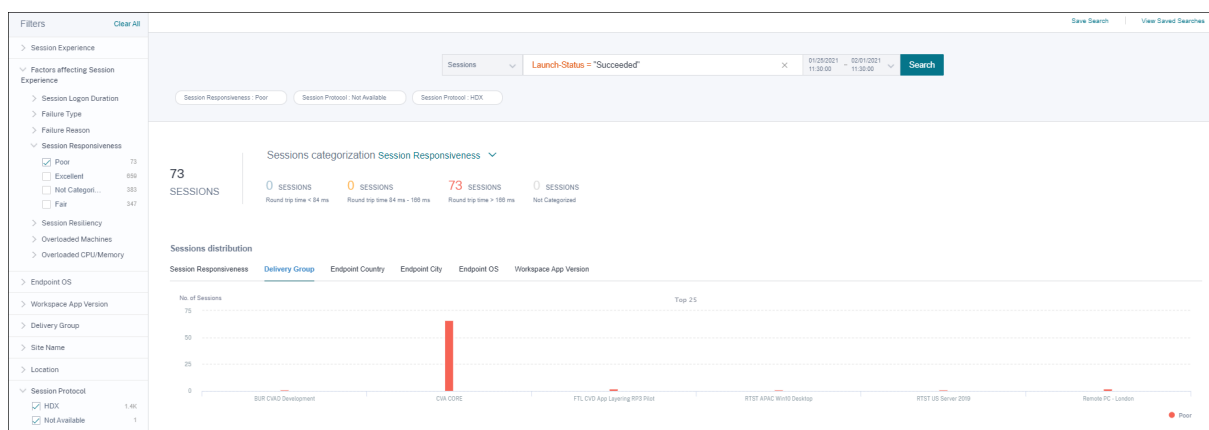 Filters
Clear All
Save Search
View Saved Searches
Session Experience
Factors affecting Session
Experience
Session Logon Duration
Failure Type
Failure Reason
Session Responsiveness
Poor 73
Excellent 669
Not Categori... 383
Fair 347
Session Resiliency
Overloaded Machines
Overloaded CPU/Memory
Endpoint OS
Workspace App Version
Delivery Group
Site Name
Location
Session Protocol
HDX 1.4K
Not Available 1
Sessions
Launch-Status = "Succeeded"
01/25/2021 – 02/01/2021
11:30:00 11:30:00
Search
Session Responsiveness : Poor
Session Protocol : Not Available
Session Protocol : HDX
73
SESSIONS
Sessions categorization Session Responsiveness
0 SESSIONS
Round trip time < 84 ms
0 SESSIONS
Round trip time 84 ms - 166 ms
73 SESSIONS
Round trip time > 166 ms
0 SESSIONS
Not Categorized
Sessions distribution
Session Responsiveness Delivery Group Endpoint Country Endpoint City Endpoint OS Workspace App Version
No. of Sessions
Top 25
75
50
25
0
BUR CVAD Development
CVA CORE
FTL CVD App Layering RP3 Pilot
RTST APAC Win10 Desktop
RTST US Server 2019
Remote PC - London
Poor